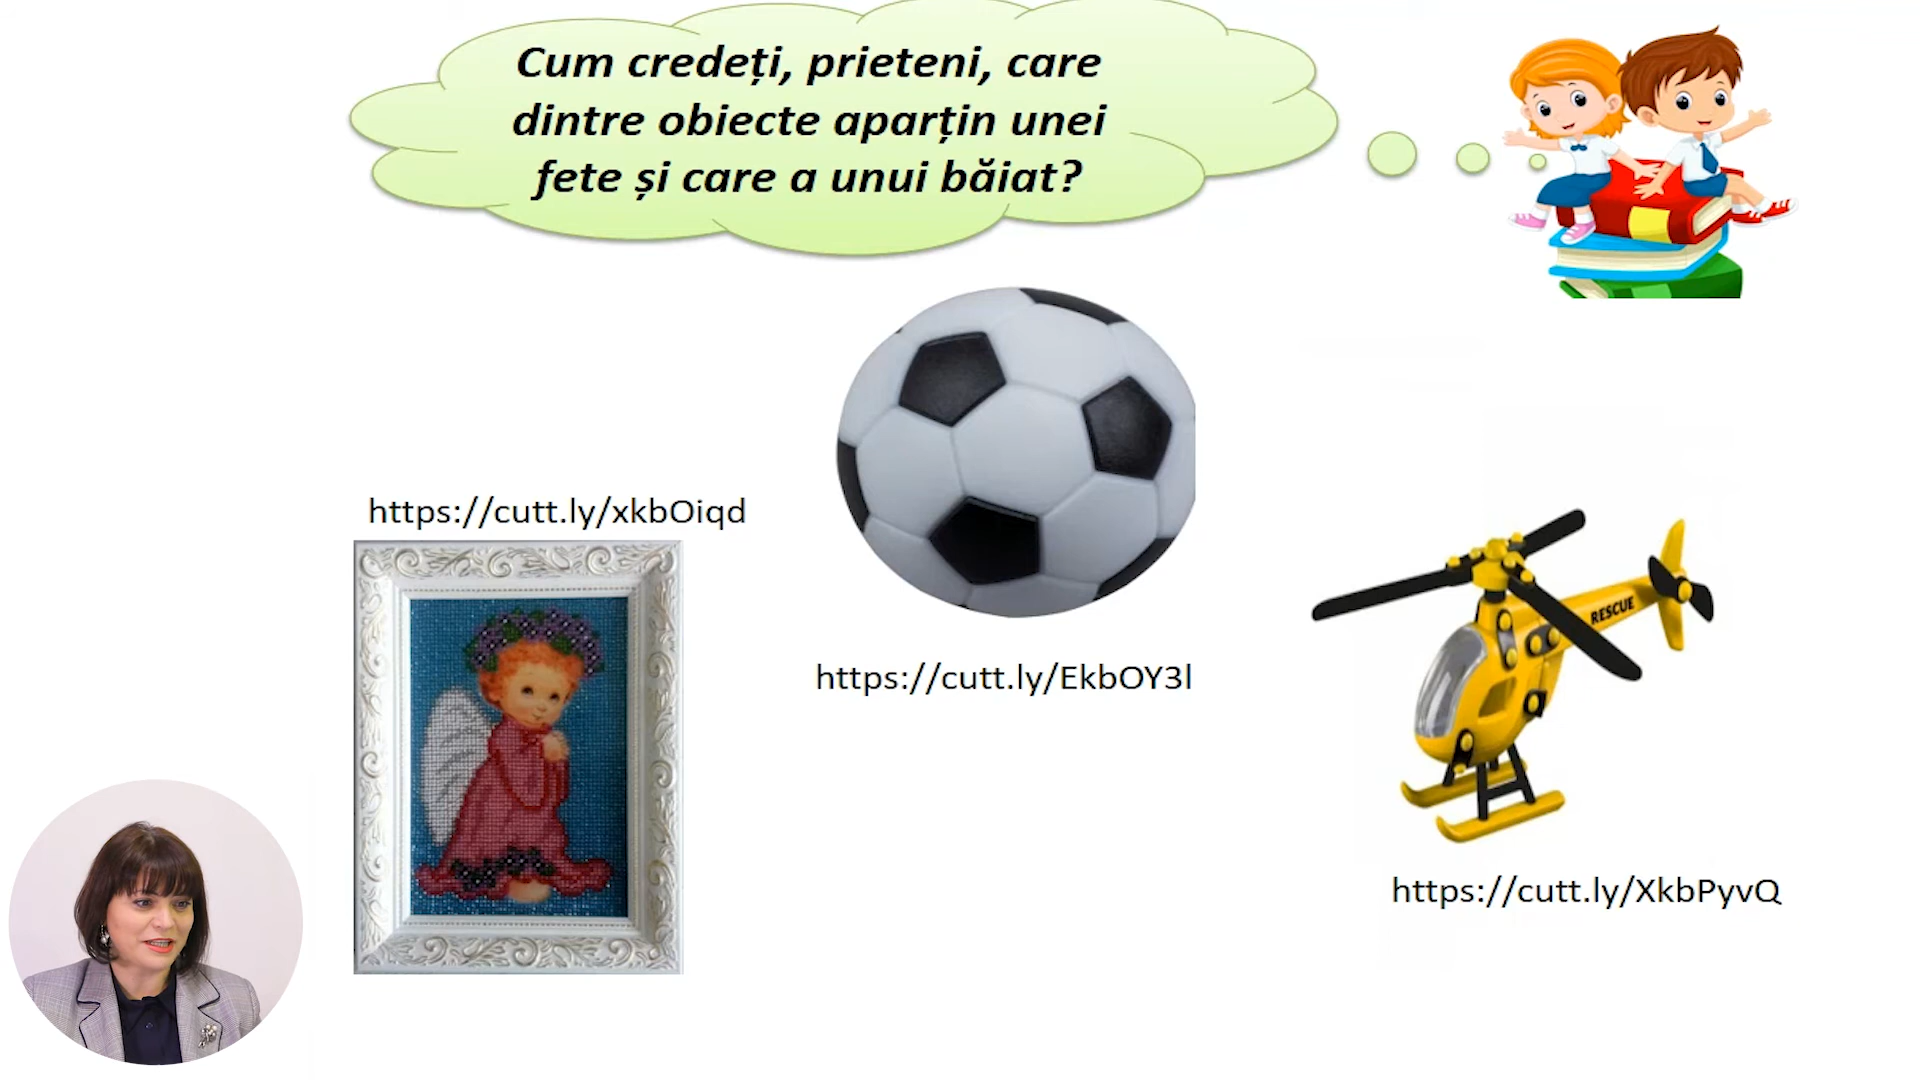 Cum credeți, prieteni, care
dintre obiecte aparțin unei
fete și care a unui băiat?
https://cutt.ly/xkbOiqd
https://cutt.ly/EkbOY3l
RESCUE
https://cutt.ly/XkbPyvQ